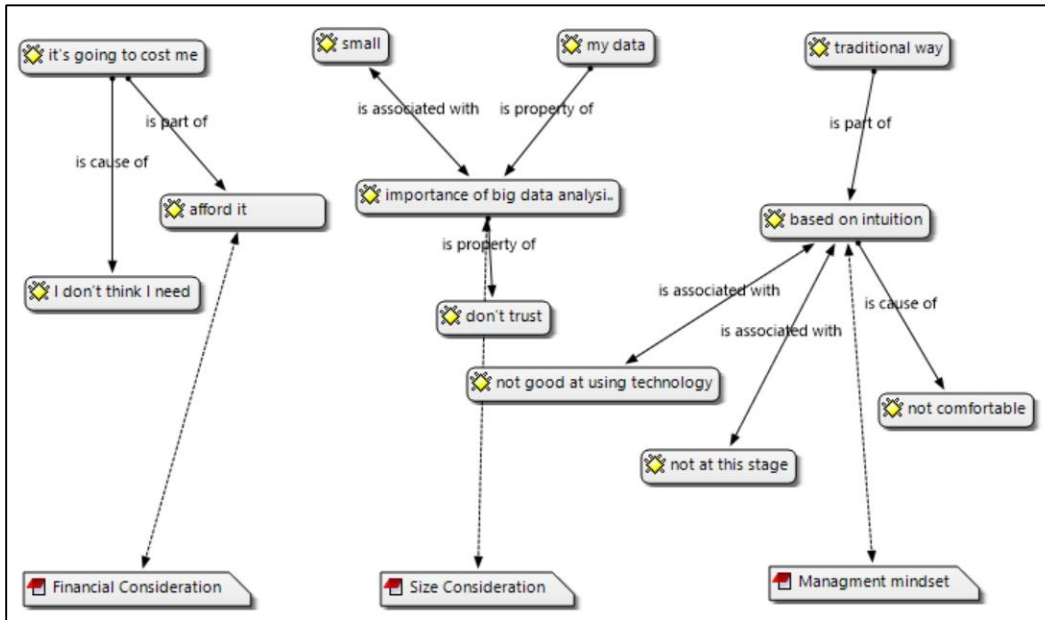 it's going to cost me
small
my data
traditional way
is associated with
is property of
is part of
is part of
is cause of
importance of big data analysi..
afford it
based on intuition
is property of
I don't think I need
is associated with
is cause of
don't trust
is associated with
not good at using technology
not comfortable
not at this stage
Financial Consideration
Size Consideration
Managment mindset